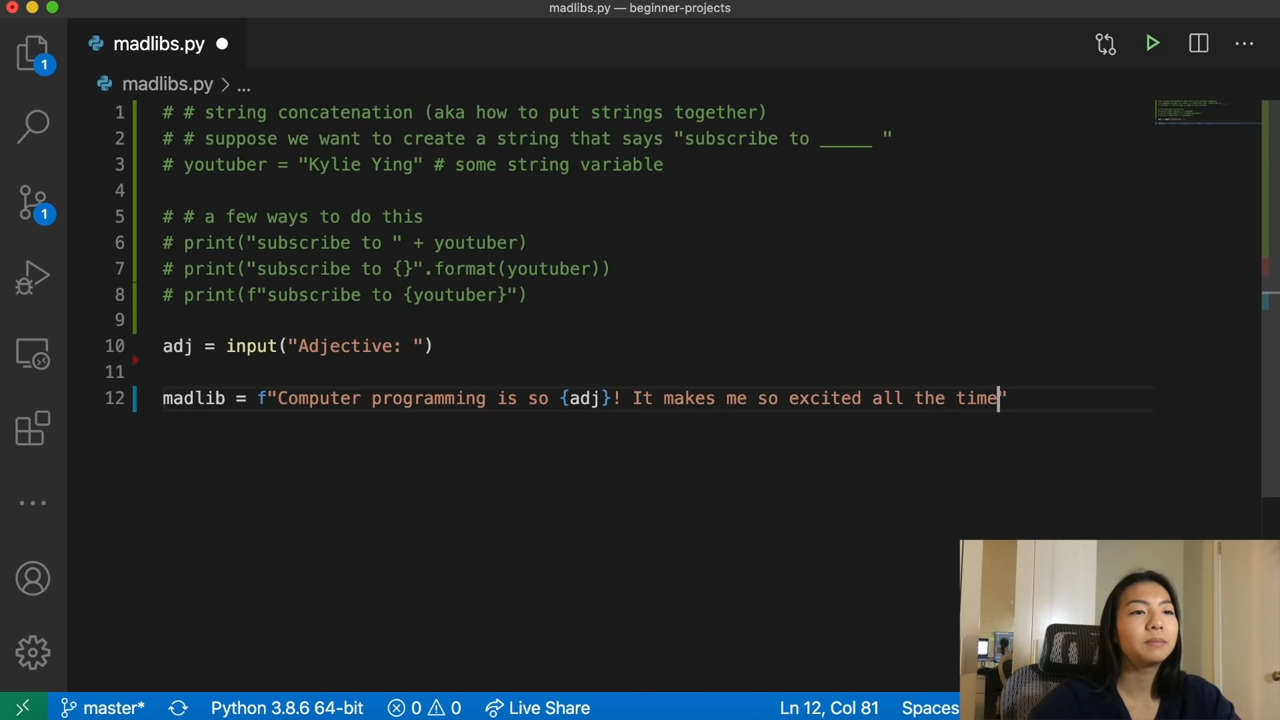 madlibs.py — beginner-projects
madlibs.py
madlibs.py > ...
1 # # string concatenation (aka how to put strings together)
2 # # suppose we want to create a string that says "subscribe to _____ "
3 # youtuber = "Kylie Ying" # some string variable
4
5 # # a few ways to do this
6 # print("subscribe to " + youtuber)
7 # print("subscribe to {}".format(youtuber))
8 # print(f"subscribe to {youtuber}")
9
10 adj = input("Adjective: ")
11
12 madlib = f"Computer programming is so {adj}! It makes me so excited all the time"
1
1
master* Python 3.8.6 64-bit 0 0 Live Share Ln 12, Col 81 Spaces